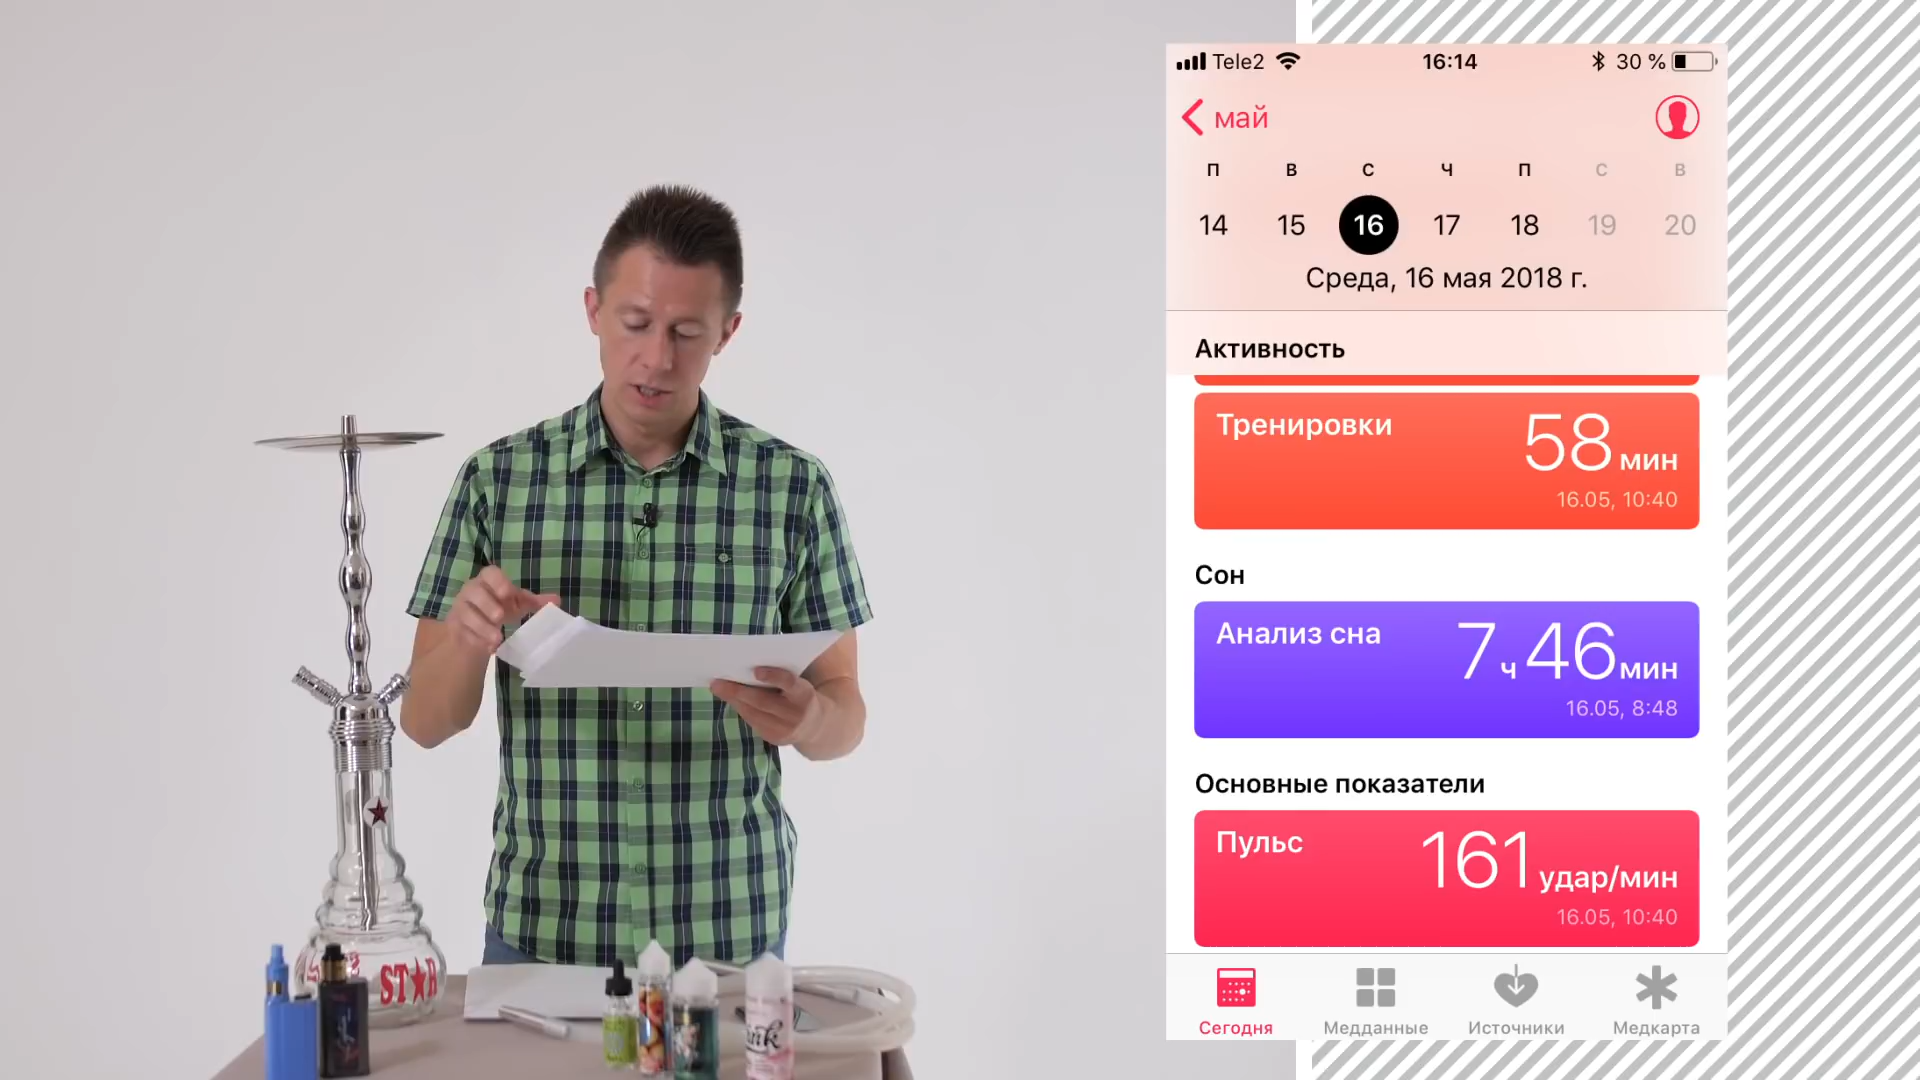 Tele2
16:14
30 %
май
п в с ч п с в
14 15 16 17 18 19 20
Среда, 16 мая 2018 г.
Активность
Тренировки
58 мин
16.05, 10:40
Сон
Анализ сна
7 ч 46 мин
16.05, 8:48
Основные показатели
Пульс
161 удар/мин
16.05, 10:40
Сегодня
Медданные
Источники
Медкарта
ST★R